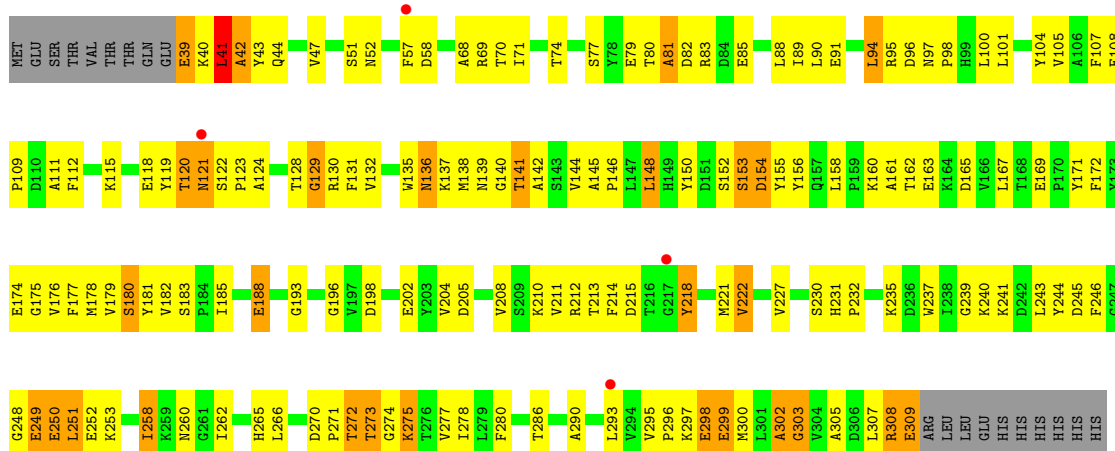 MET GLU SER THR VAL THR THR GLN GLU E39 K40 L41 A42 Y43 Q44 V47 S51 N52 F57 D58 A68 R69 T70 I71 T74 S77 Y78 E79 T80 A81 D82 R83 D84 E85 L88 I89 L90 E91 L94 R95 D96 N97 P98 H99 L100 L101 Y104 V105 A106 F107
P109 D110 A111 F112 K115 E118 Y119 T120 N121 S122 P123 A124 T128 G129 R130 F131 V132 W135 N136 K137 M138 N139 G140 T141 A142 S143 V144 A145 P146 L147 L148 H149 Y150 D151 S152 S153 D154 Y155 Y156 Q157 L158 P159 K160 A161 T162 E163 K164 D165 V166 L167 T168 E169 P170 Y171 F172
E174 G175 V176 F177 M178 V179 S180 Y181 V182 S183 P184 I185 E188 G193 G196 V197 D198 E202 Y203 V204 D205 V208 S209 K210 V211 R212 T213 F214 D215 T216 G217 Y218 M221 V222 V227 S230 H231 P232 K235 D236 W237 I238 G239 K240 K241 D242 L243 Y244 D245 F246
G248 E249 E250 L251 E252 K253 I258 K259 N260 G261 I262 H265 L266 D270 P271 T272 T273 G274 K275 T276 V277 I278 L279 F280 T286 A290 L293 V294 V295 P296 K297 E298 E299 M300 L301 A302 G303 V304 A305 D306 L307 R308 E309 ARG LEU LEU GLU HIS HIS HIS HIS HIS HIS